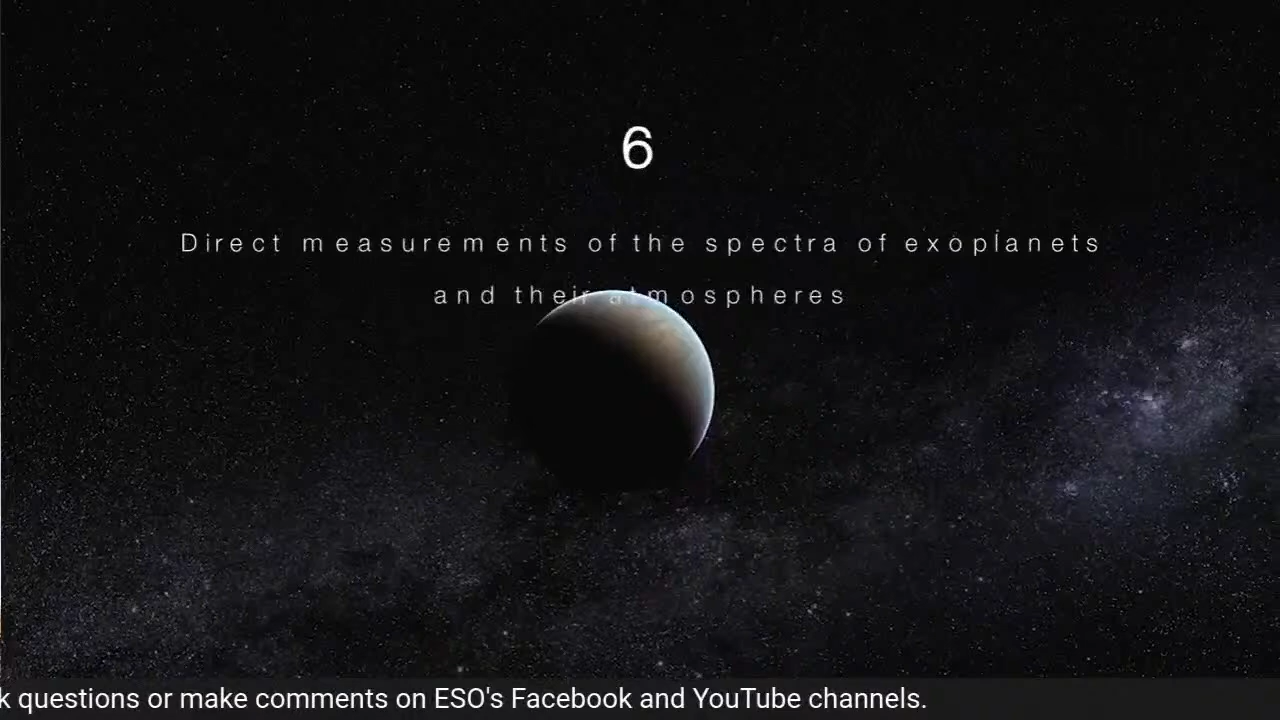 6
Direct measurements of the spectra of exoplanets
and their atmospheres
k questions or make comments on ESO's Facebook and YouTube channels.